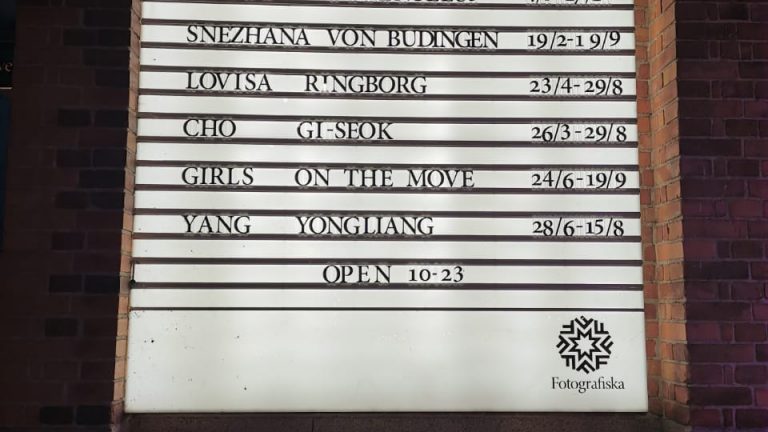 SNEZHANA VON BUDINGEN 19/2-19/9
LOVISA RINGBORG 23/4-29/8
CHO GI-SEOK 26/3-29/8
GIRLS ON THE MOVE 24/6-19/9
YANG YONGLIANG 28/6-15/8
OPEN 10-23
Fotografiska